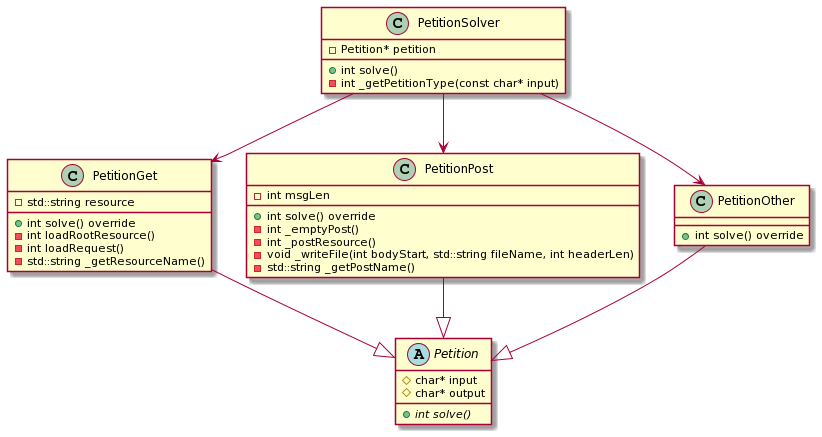 C PetitionSolver
Petition* petition
int solve()
int _getPetitionType(const char* input)
C PetitionGet
std::string resource
int solve() override
int loadRootResource()
int loadRequest()
std::string _getResourceName()
C PetitionPost
int msgLen
int solve() override
int _emptyPost()
int _postResource()
void _writeFile(int bodyStart, std::string fileName, int headerLen)
std::string _getPostName()
C PetitionOther
int solve() override
A Petition
char* input
char* output
int solve()